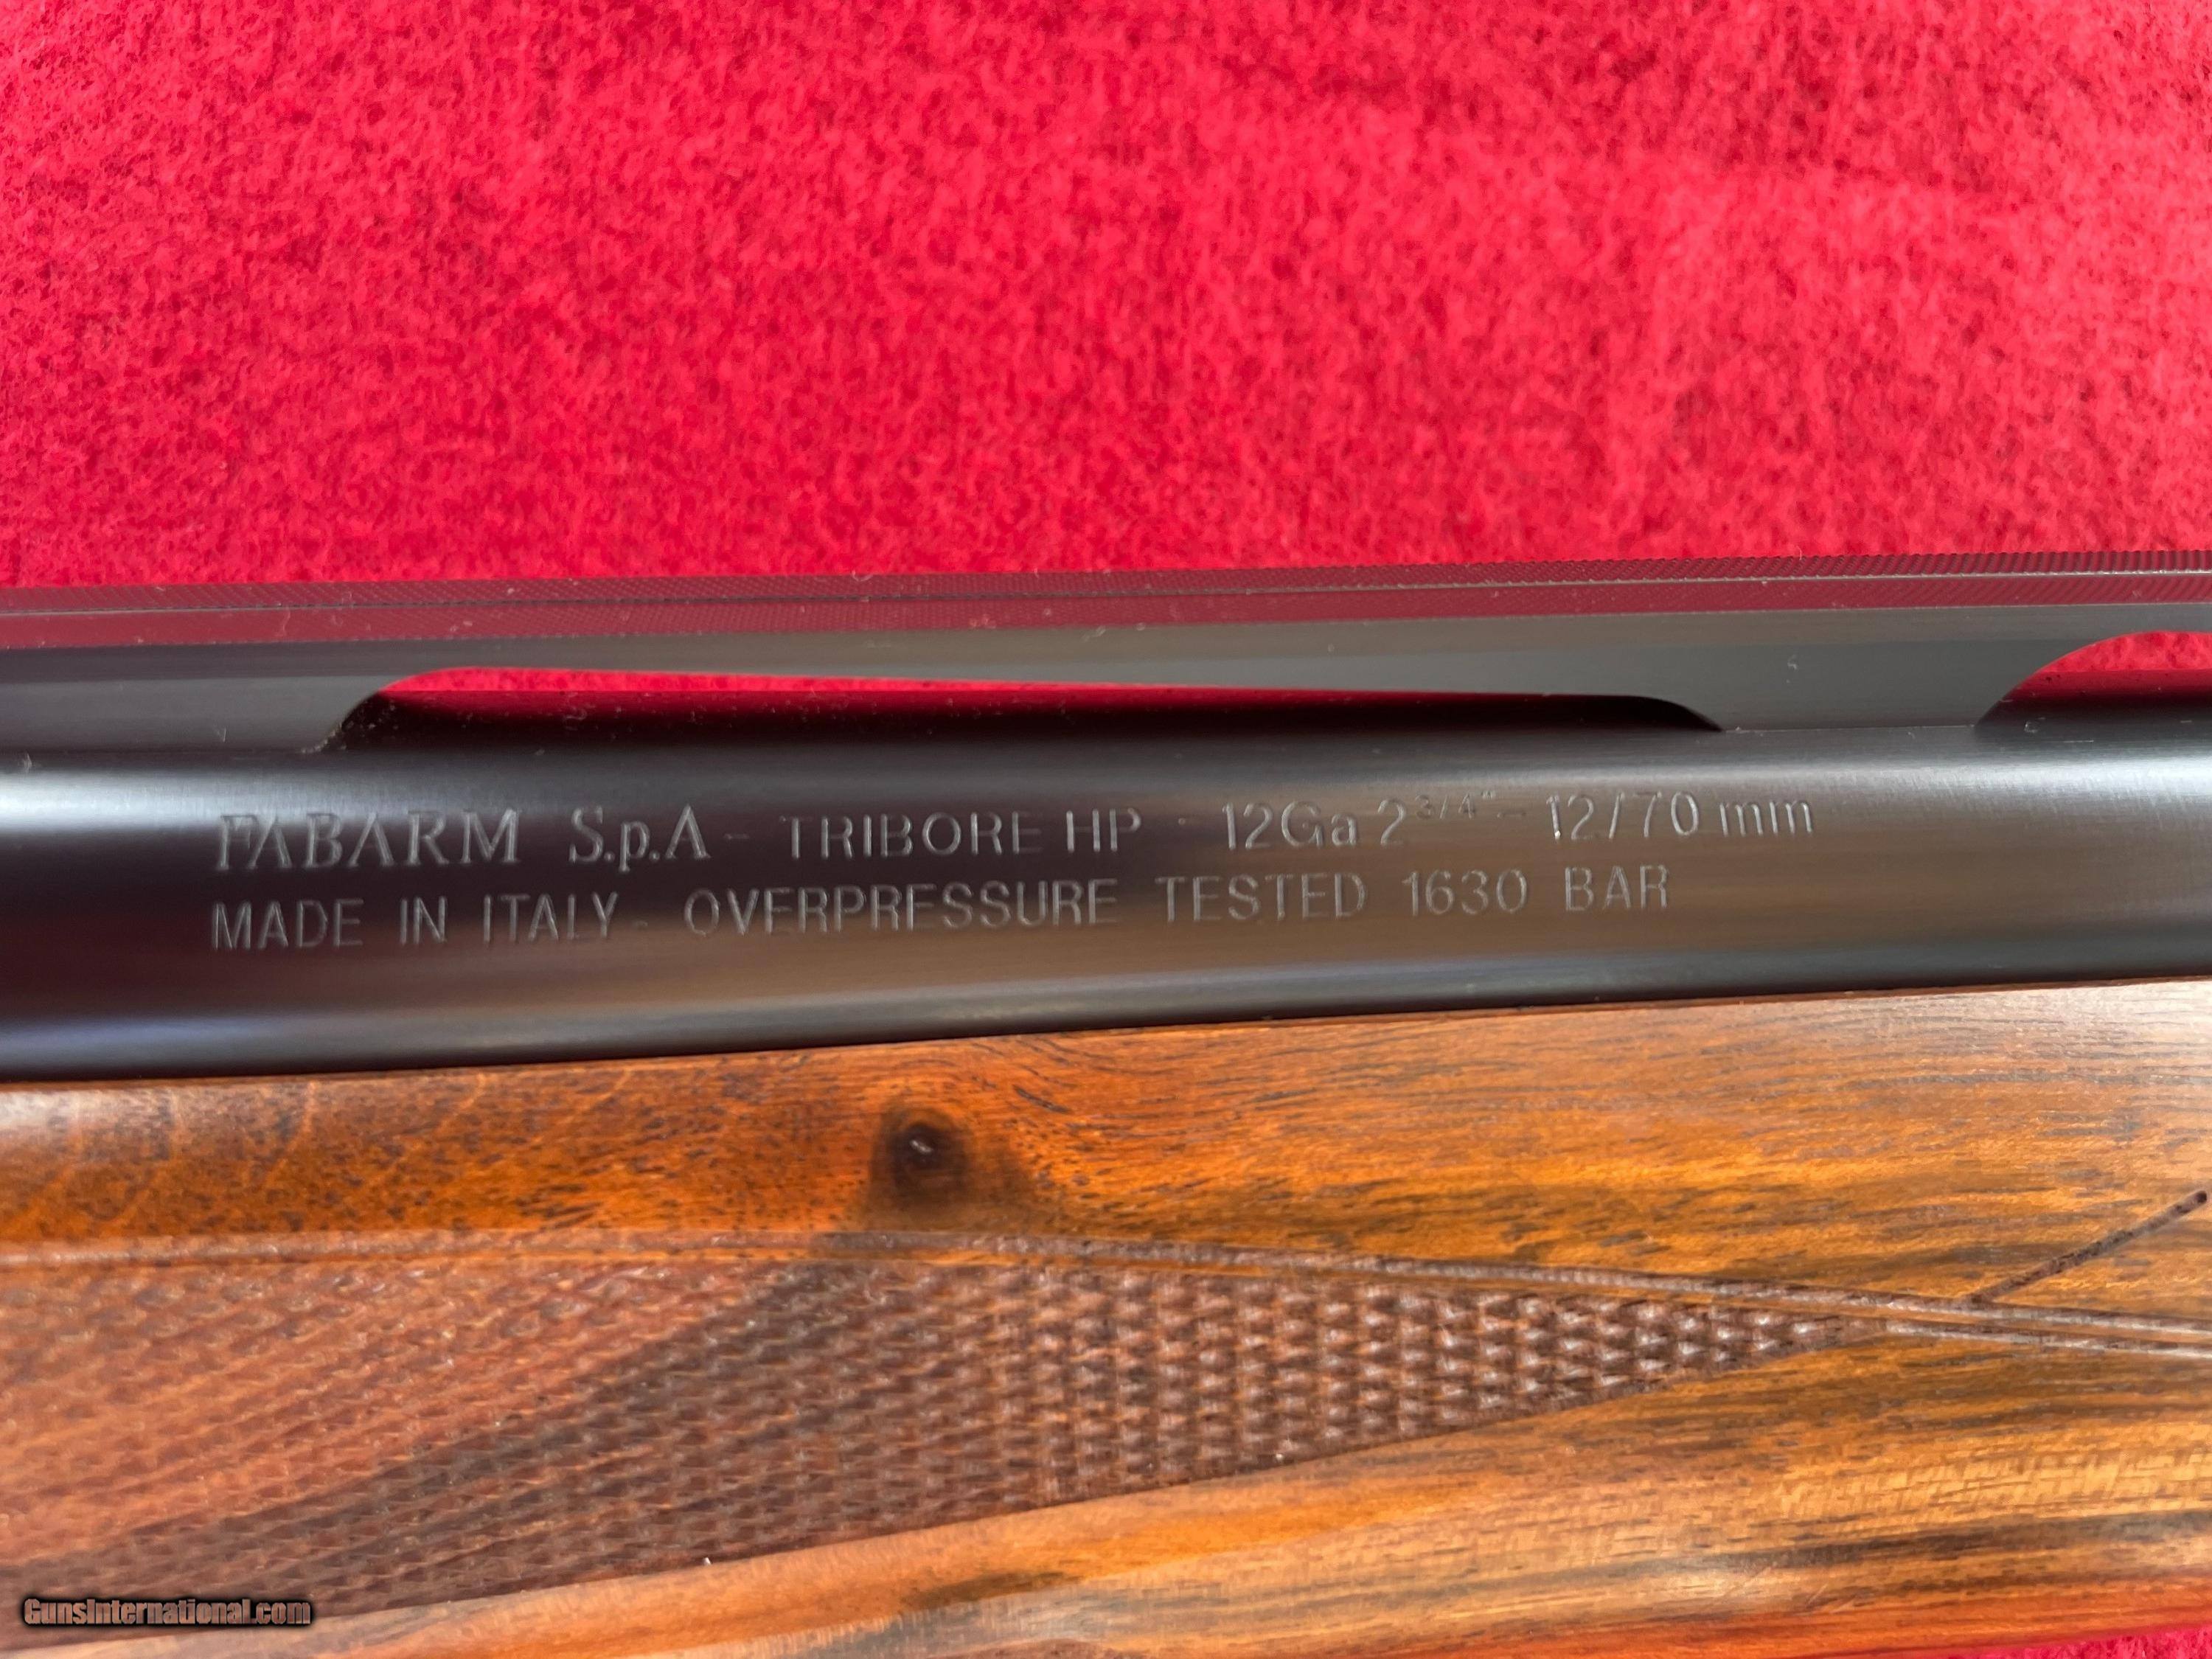 FABARM S.p.A - TRIBORE HP - 12Ga 2 3/4" - 12/70 mm
MADE IN ITALY - OVERPRESSURE TESTED 1630 BAR
GunsInternational.com